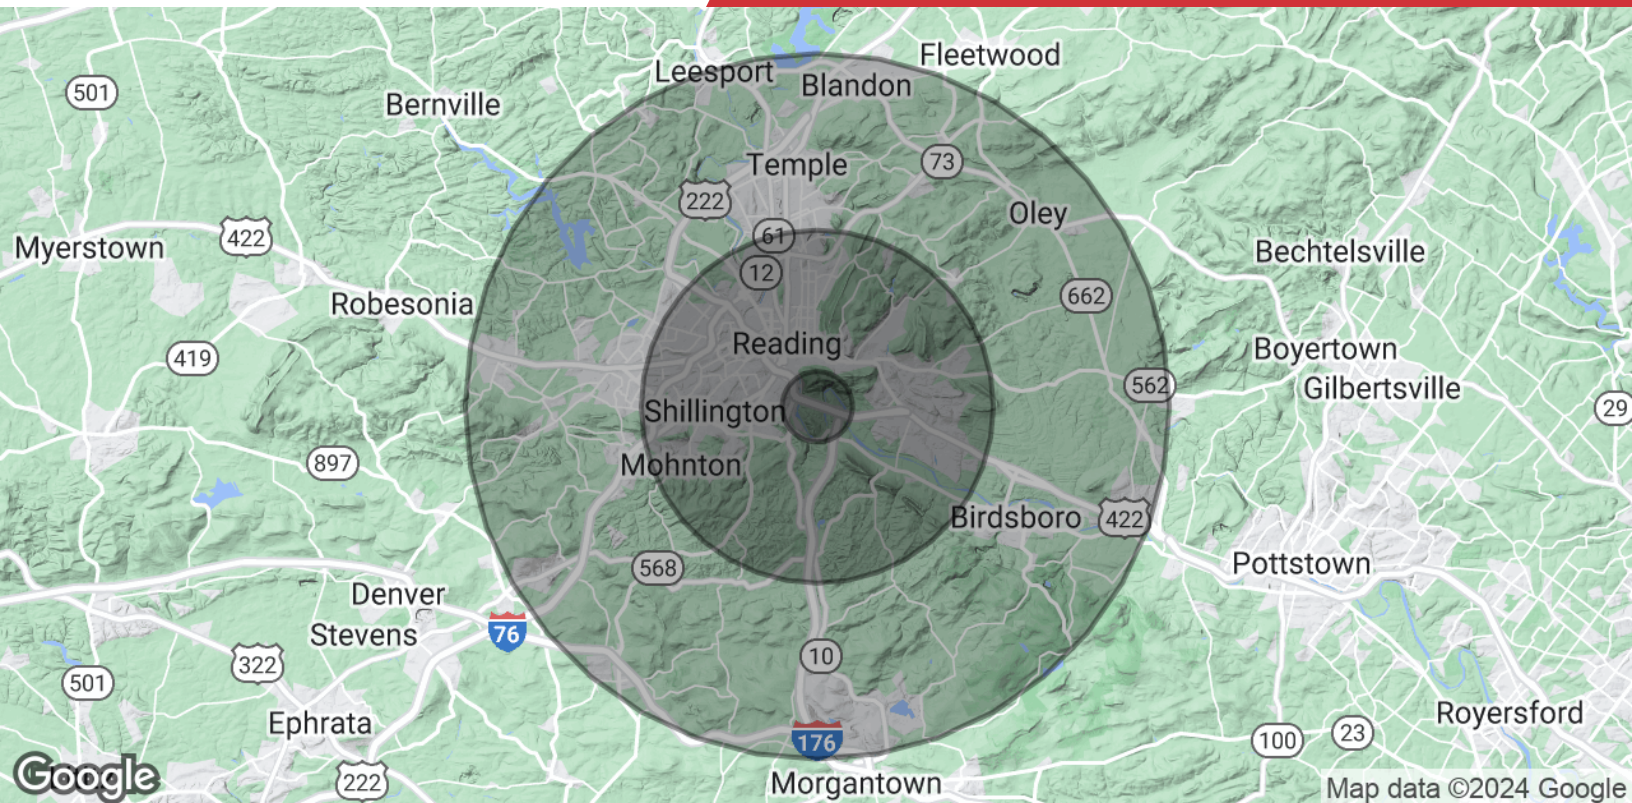 Fleetwood
Leesport
Blandon
501
Bernville
73
Temple
222
Oley
61
422
Myerstown
Bechtelsville
12
662
Robesonia
Reading
Boyertown
419
562
Gilbertsville
Shillington
29
897
Mohnton
Birdsboro
422
Pottstown
568
Denver
76
Stevens
10
322
501
Royersford
Ephrata
23
100
176
Google
222
Morgantown
Map data ©2024 Google